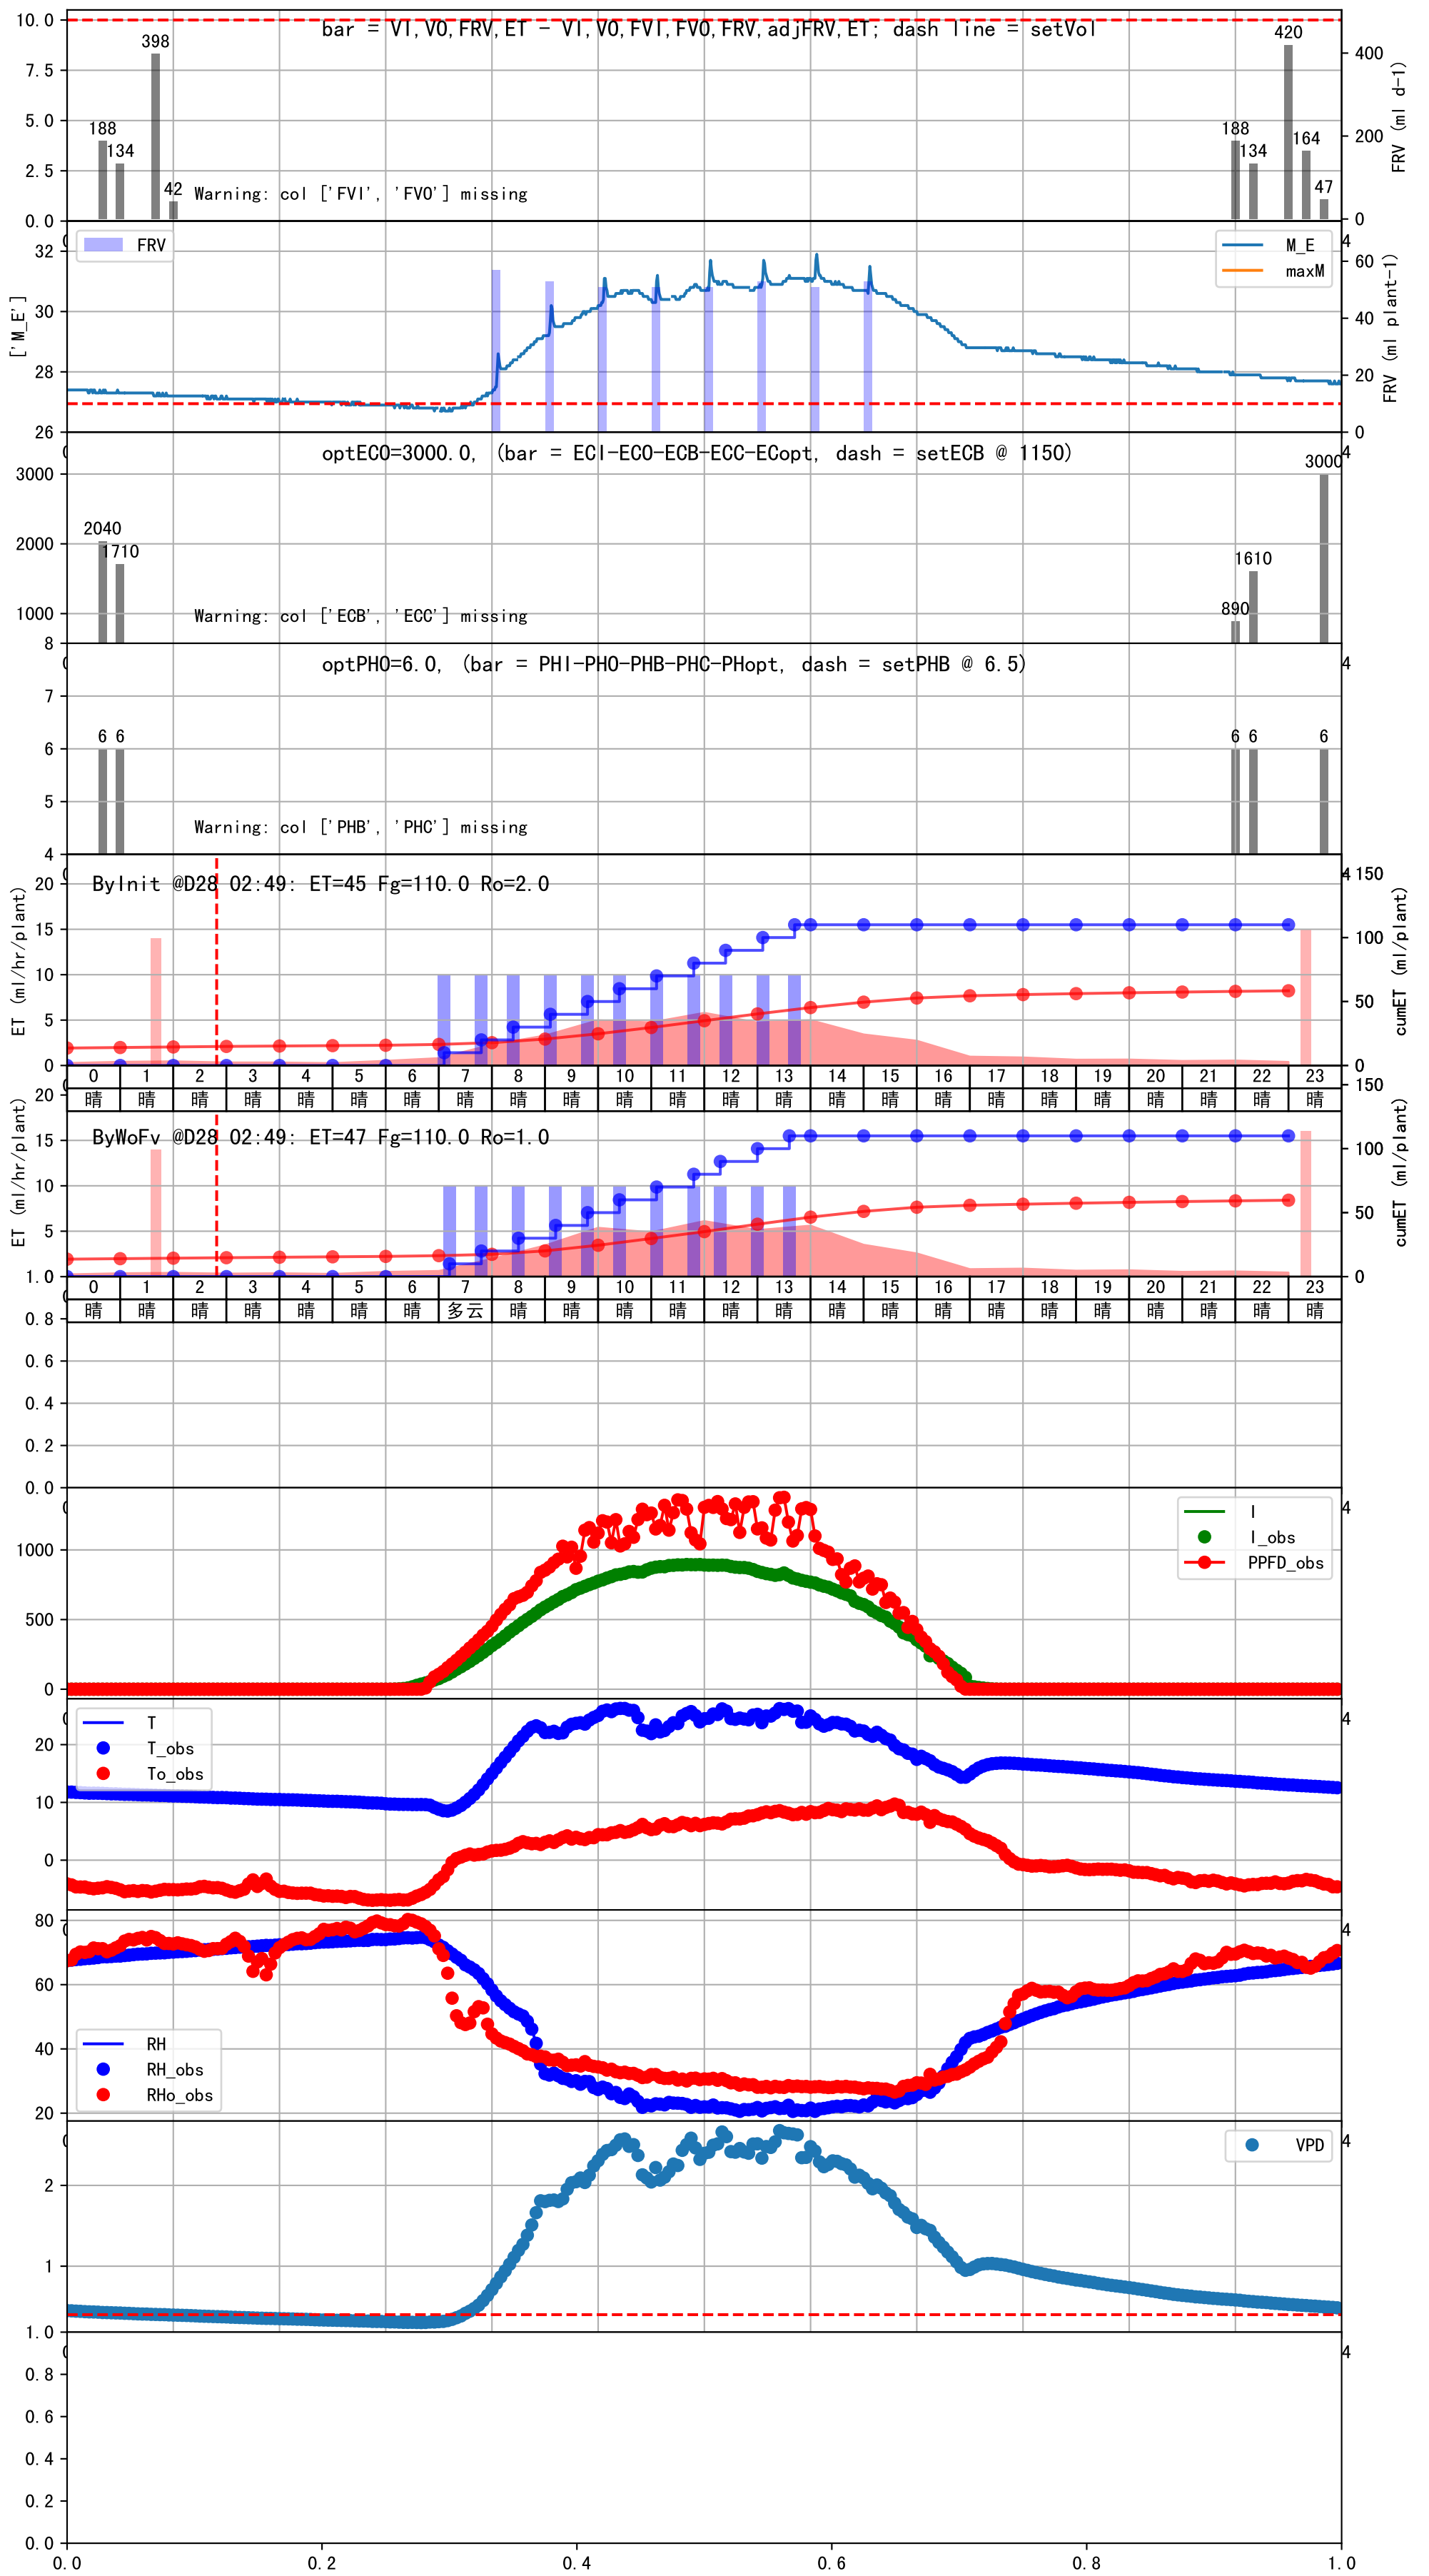 bar = VI,VO,FRV,ET - VI,VO,FVI,FVO,FRV,adjFRV,ET; dash line = setVol
10.0
7.5
5.0
2.5
0.0
188
134
398
42
188
134
420
164
47
Warning: col ['FVI', 'FVO'] missing
400
200
0
FRV (ml d-1)
4
FRV
M_E
maxM
['M_E']
32
30
28
26
60
40
20
0
FRV (ml plant-1)
4
optECO=3000.0, (bar = ECI-ECO-ECB-ECC-ECopt, dash = setECB @ 1150)
3000
2000
1000
2040
1710
890
1610
3000
Warning: col ['ECB', 'ECC'] missing
4
optPHO=6.0, (bar = PHI-PHO-PHB-PHC-PHopt, dash = setPHB @ 6.5)
8
7
6
5
4
6 6
6 6
6
Warning: col ['PHB', 'PHC'] missing
4
ByInit @D28 02:49: ET=45 Fg=110.0 Ro=2.0
ET (ml/hr/plant)
20
15
10
5
0
150
100
50
0
cumET (ml/plant)
0 1 2 3 4 5 6 7 8 9 10 11 12 13 14 15 16 17 18 19 20 21 22 23
晴 晴 晴 晴 晴 晴 晴 晴 晴 晴 晴 晴 晴 晴 晴 晴 晴 晴 晴 晴 晴 晴 晴 晴
ByWoFv @D28 02:49: ET=47 Fg=110.0 Ro=1.0
ET (ml/hr/plant)
20
15
10
5
150
100
50
0
cumET (ml/plant)
0 1 2 3 4 5 6 7 8 9 10 11 12 13 14 15 16 17 18 19 20 21 22 23
晴 晴 晴 晴 晴 晴 晴 多云 晴 晴 晴 晴 晴 晴 晴 晴 晴 晴 晴 晴 晴 晴 晴 晴
1.0
0.8
0.6
0.4
0.2
0.0
4
I
I_obs
PPFD_obs
1000
500
0
4
T
T_obs
To_obs
20
10
0
4
80
60
40
20
RH
RH_obs
RHo_obs
4
VPD
2
1
4
1.0
0.8
0.6
0.4
0.2
0.0
0.0 0.2 0.4 0.6 0.8 1.0